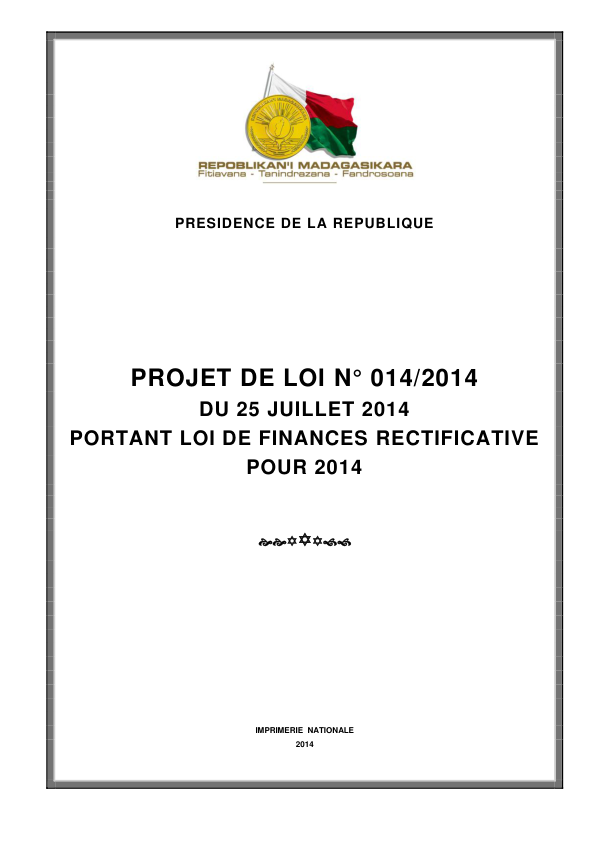 REPOBLIKAN'I MADAGASIKARA
Fitiavana - Tanindrazana - Fandrosoana
PRESIDENCE DE LA REPUBLIQUE
PROJET DE LOI N° 014/2014
DU 25 JUILLET 2014
PORTANT LOI DE FINANCES RECTIFICATIVE
POUR 2014
IMPRIMERIE NATIONALE
2014